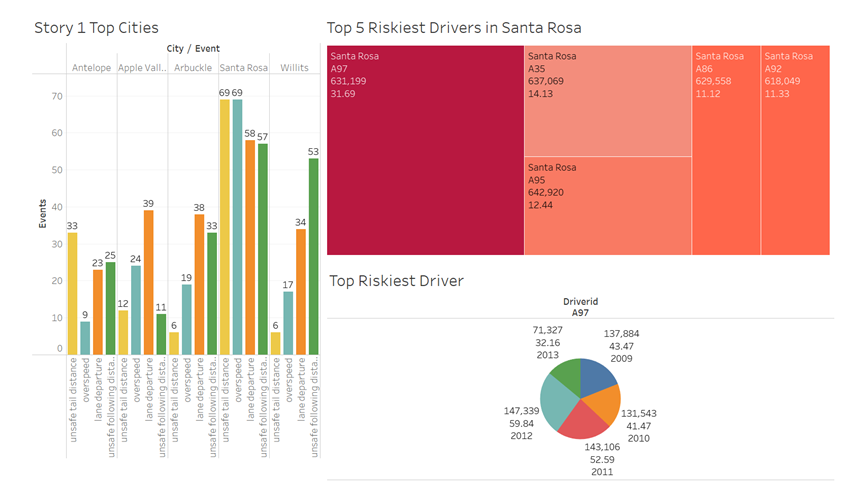 Story 1 Top Cities
City / Event
Antelope
Apple Vall..
Arbuckle
Santa Rosa
Willits
Events
70
60
50
40
30
20
10
0
33
9
23
25
12
24
39
11
6
19
38
33
69
69
58
57
6
17
34
53
unsafe tail distance
overspeed
lane departure
unsafe following dista..
unsafe tail distance
overspeed
lane departure
unsafe following dista..
unsafe tail distance
overspeed
lane departure
unsafe following dista..
unsafe tail distance
overspeed
lane departure
unsafe following dista..
unsafe tail distance
overspeed
lane departure
unsafe following dista..
Top 5 Riskiest Drivers in Santa Rosa
Santa Rosa
A97
631,199
31.69
Santa Rosa
A35
637,069
14.13
Santa Rosa
A95
642,920
12.44
Santa Rosa
A86
629,558
11.12
Santa Rosa
A92
618,049
11.33
Top Riskiest Driver
Driverid
A97
71,327
32.16
2013
137,884
43.47
2009
147,339
59.84
2012
131,543
41.47
2010
143,106
52.59
2011